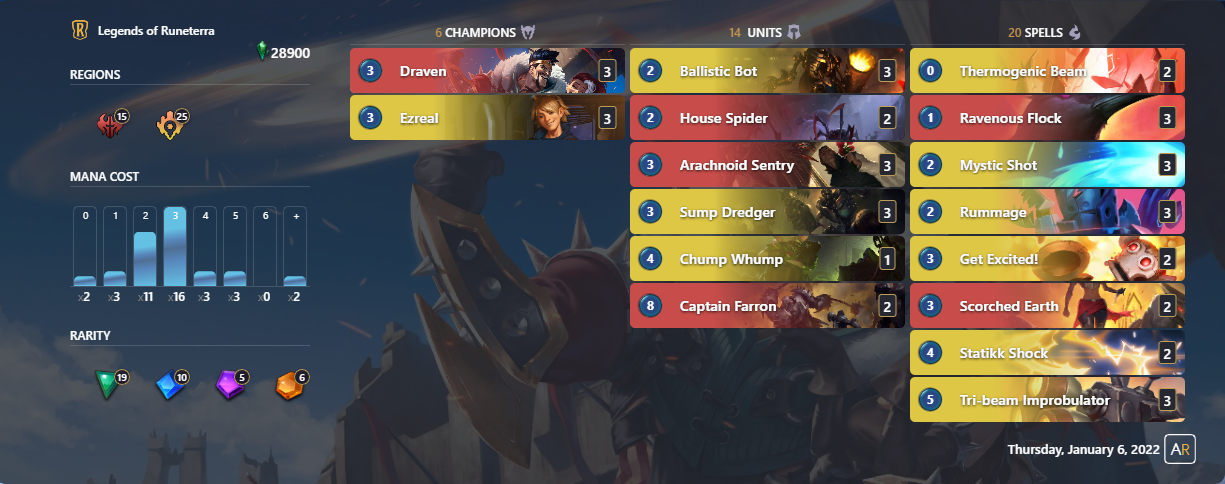 Legends of Runeterra
28900
REGIONS
15
25
MANA COST
0 1 2 3 4 5 6 +
x2 x3 x11 x16 x3 x3 x0 x2
RARITY
19 10 5 6
6 CHAMPIONS
3 Draven 3
3 Ezreal 3
14 UNITS
2 Ballistic Bot 3
2 House Spider 2
3 Arachnoid Sentry 3
3 Sump Dredger 3
4 Chump Whump 1
8 Captain Farron 2
20 SPELLS
0 Thermogenic Beam 2
1 Ravenous Flock 3
2 Mystic Shot 3
2 Rummage 3
3 Get Excited! 2
3 Scorched Earth 2
4 Statikk Shock 2
5 Tri-beam Improbulator 3
Thursday, January 6, 2022 AR